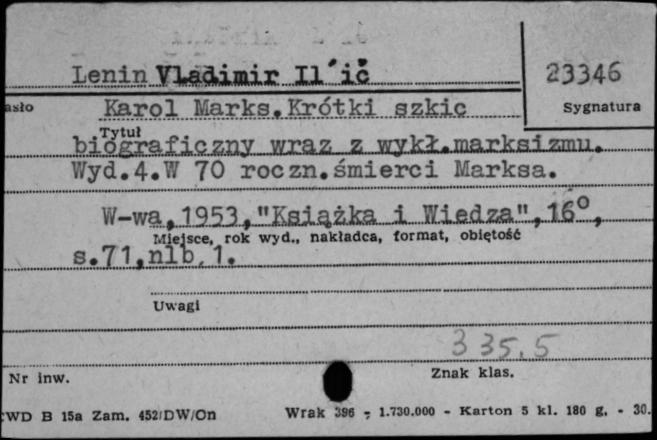 Lenin Vladimir Il´ič
23346
asło
Karol Marks.Krótki szkic
Sygnatura
Tytuł
biograficzny wraz z wykł.marksizmu.
Wyd.4.W 70 roczn.śmierci Marksa.
W-wa,1953,"Książka i Wiedza",16⁰,
Miejsce, rok wyd., nakładca, format, obiętość
s.71,nlb.1.
Uwagi
335.5
Nr inw.
Znak klas.
CWD B 15a Zam. 452/DW/On Wrak 396 - 1.730.000 - Karton 5 kl. 180 g. - 30.